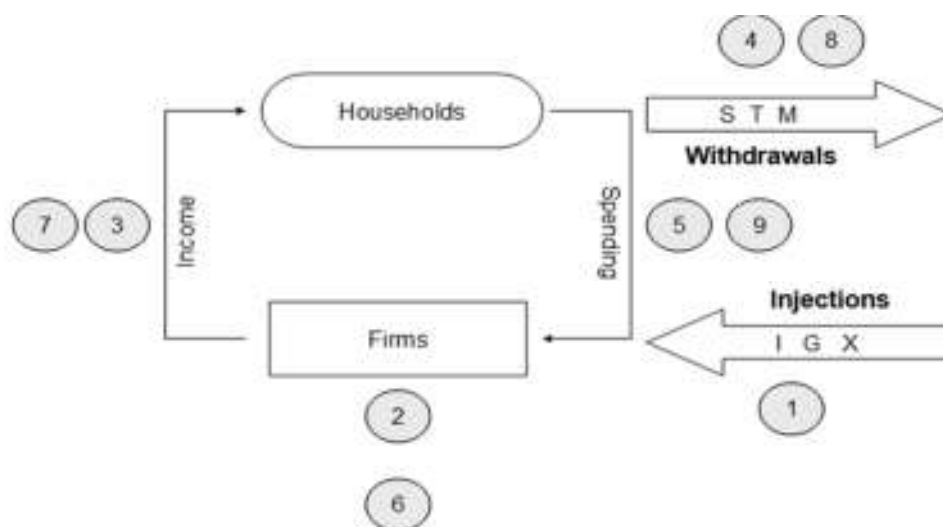 4 8
Households
S T M
Withdrawals
7 3
Income
Spending
5 9
Injections
Firms
I G X
2
1
6